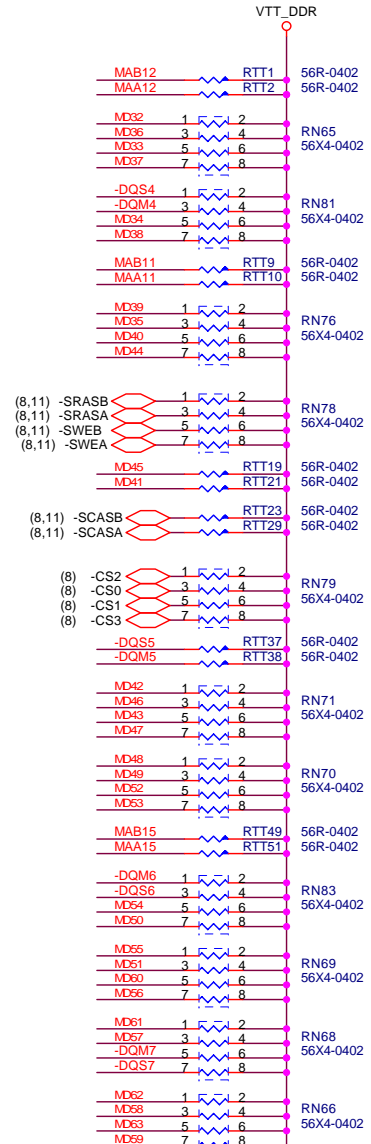 VTT_DDR
MAB12 RTT1 56R-0402
MAA12 RTT2 56R-0402
MD32 1 2
MD36 3 4 RN65
MD33 5 6 56X4-0402
MD37 7 8
-DQS4 1 2
-DQM4 3 4 RN81
MD34 5 6 56X4-0402
MD38 7 8
MAB11 RTT9 56R-0402
MAA11 RTT10 56R-0402
MD39 1 2
MD35 3 4 RN76
MD40 5 6 56X4-0402
MD44 7 8
(8,11) -SRASB 1 2
(8,11) -SRASA 3 4 RN78
(8,11) -SWEB 5 6 56X4-0402
(8,11) -SWEA 7 8
MD45 RTT19 56R-0402
MD41 RTT21 56R-0402
(8,11) -SCASB RTT23 56R-0402
(8,11) -SCASA RTT29 56R-0402
(8) -CS2 1 2
(8) -CS0 3 4 RN79
(8) -CS1 5 6 56X4-0402
(8) -CS3 7 8
-DQS5 RTT37 56R-0402
-DQM5 RTT38 56R-0402
MD42 1 2
MD46 3 4 RN71
MD43 5 6 56X4-0402
MD47 7 8
MD48 1 2
MD49 3 4 RN70
MD52 5 6 56X4-0402
MD53 7 8
MAB15 RTT49 56R-0402
MAA15 RTT51 56R-0402
-DQM6 1 2
-DQS6 3 4 RN83
MD54 5 6 56X4-0402
MD50 7 8
MD55 1 2
MD51 3 4 RN69
MD60 5 6 56X4-0402
MD56 7 8
MD61 1 2
MD57 3 4 RN68
-DQM7 5 6 56X4-0402
-DQS7 7 8
MD62 1 2
MD58 3 4 RN66
MD63 5 6 56X4-0402
MD59 7 8